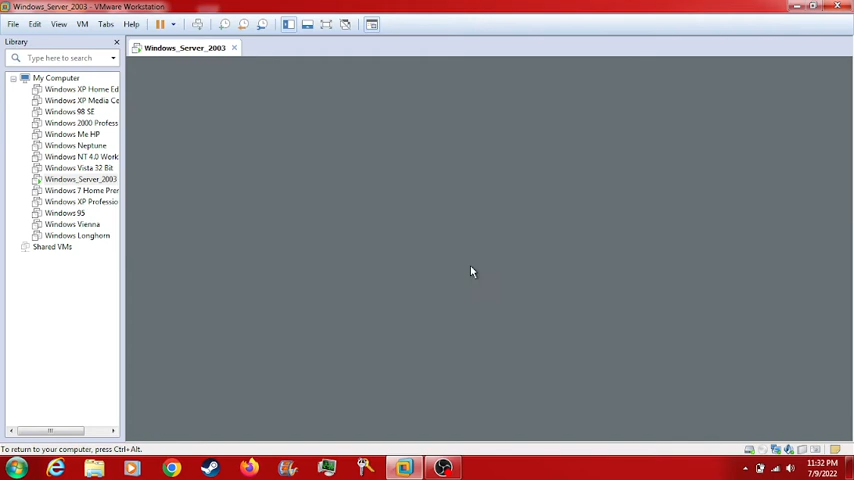 Windows_Server_2003 - VMware Workstation
File Edit View VM Tabs Help
Library
Type here to search
Windows_Server_2003
My Computer
Windows XP Home Ed
Windows XP Media Ce
Windows 98 SE
Windows 2000 Profess
Windows Me HP
Windows Neptune
Windows NT 4.0 Work
Windows Vista 32 Bit
Windows_Server_2003
Windows 7 Home Prer
Windows XP Professio
Windows 95
Windows Vienna
Windows Longhorn
Shared VMs
To return to your computer, press Ctrl+Alt.
11:32 PM
7/9/2022